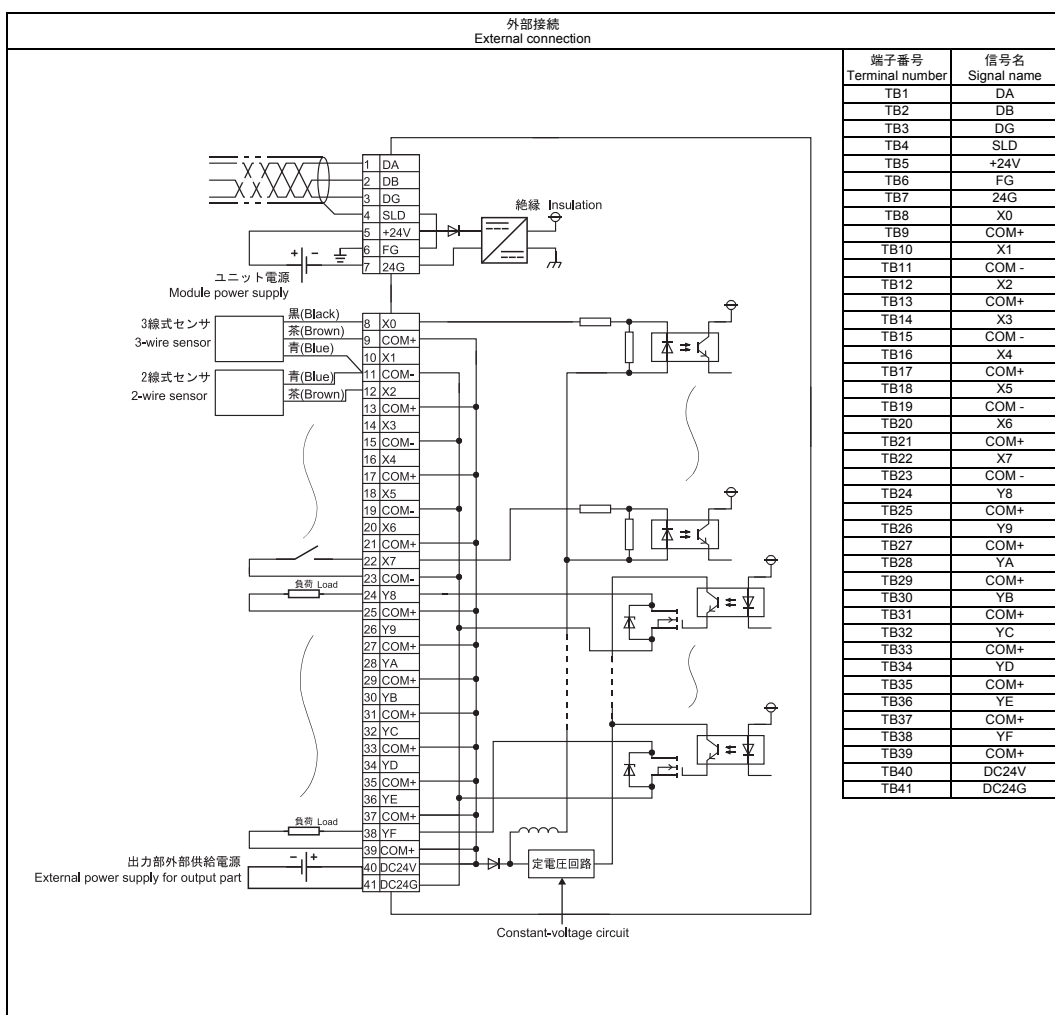 外部接続
External connection
端子番号 信号名
Terminal number Signal name
TB1 DA
TB2 DB
TB3 DG
TB4 SLD
TB5 +24V
TB6 FG
TB7 24G
TB8 X0
TB9 COM+
TB10 X1
TB11 COM -
TB12 X2
TB13 COM+
TB14 X3
TB15 COM -
TB16 X4
TB17 COM+
TB18 X5
TB19 COM -
TB20 X6
TB21 COM+
TB22 X7
TB23 COM -
TB24 Y8
TB25 COM+
TB26 Y9
TB27 COM+
TB28 YA
TB29 COM+
TB30 YB
TB31 COM+
TB32 YC
TB33 COM+
TB34 YD
TB35 COM+
TB36 YE
TB37 COM+
TB38 YF
TB39 COM+
TB40 DC24V
TB41 DC24G
1 DA
2 DB
3 DG
4 SLD
5 +24V
6 FG
7 24G
絶縁 Insulation
+ -
ユニット電源
Module power supply
3線式センサ
3-wire sensor
黒(Black)
茶(Brown)
青(Blue)
2線式センサ
2-wire sensor
青(Blue)
茶(Brown)
8 X0
9 COM+
10 X1
11 COM-
12 X2
13 COM+
14 X3
15 COM-
16 X4
17 COM+
18 X5
19 COM-
20 X6
21 COM+
22 X7
23 COM-
24 Y8
25 COM+
26 Y9
27 COM+
28 YA
29 COM+
30 YB
31 COM+
32 YC
33 COM+
34 YD
35 COM+
36 YE
37 COM+
38 YF
39 COM+
40 DC24V
41 DC24G
負荷 Load
負荷 Load
- +
出力部外部供給電源
External power supply for output part
定電圧回路
Constant-voltage circuit